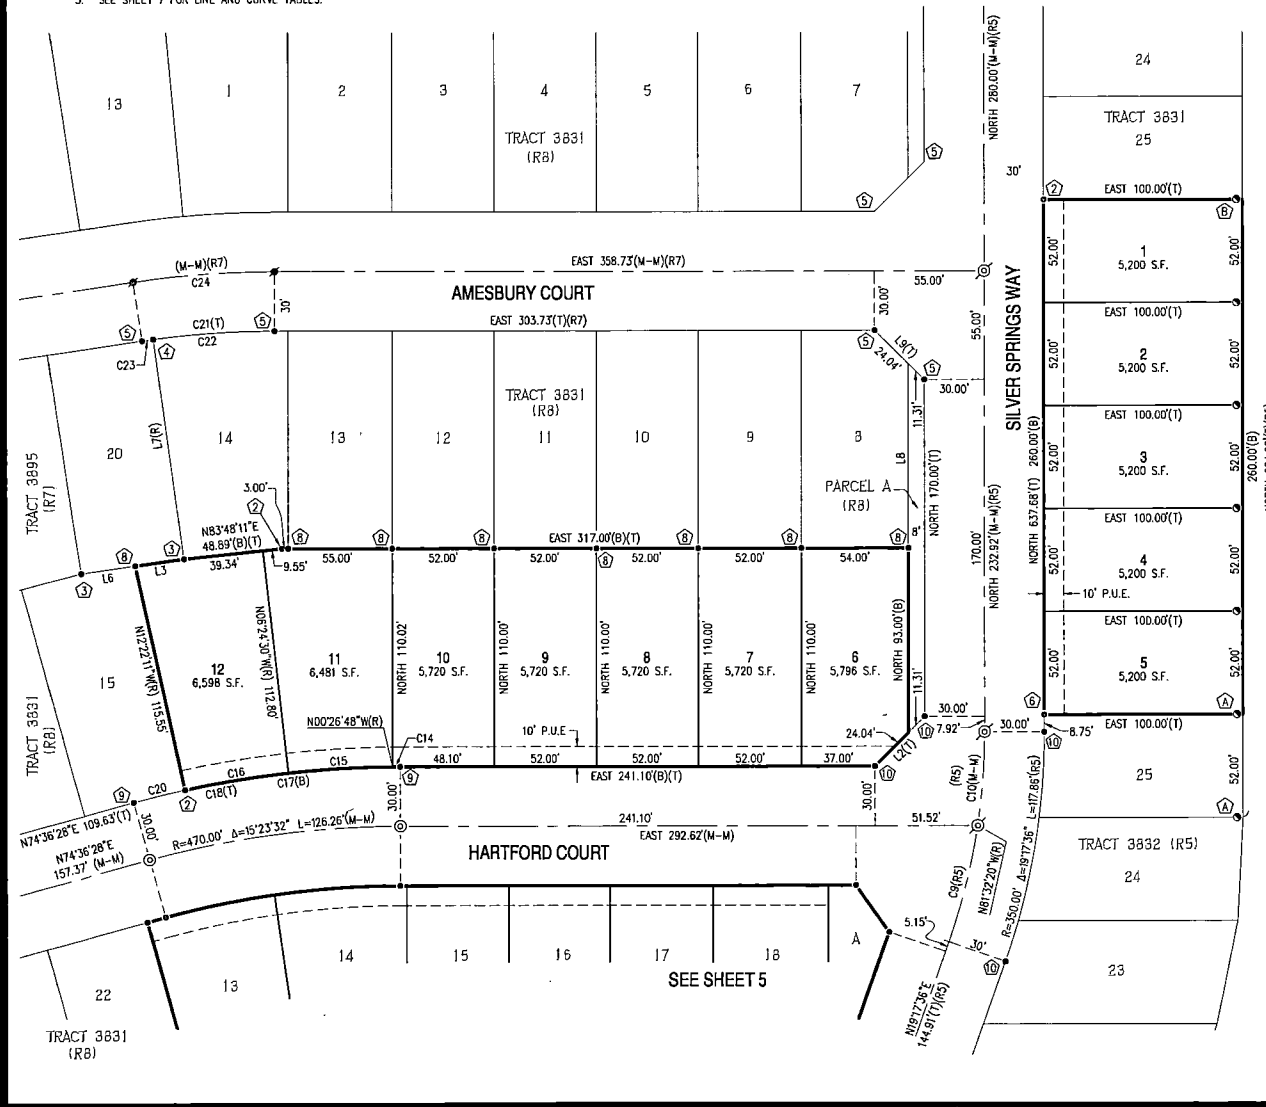 3. SEE SHEET 7 FOR LINE AND CURVE TABLES.
13
1
2
3
4
5
6
7
TRACT 3831
(R8)
5
5
NORTH 280.00'(M-M)(R5)
30'
24
TRACT 3831
25
2
EAST 100.00'(T)
B
(M-M)(R7)
C24
EAST 358.73'(M-M)(R7)
55.00'
AMESBURY COURT
30'
30.00'
C21(T)
C22
5
5
C23
4
EAST 303.73'(T)(R7)
5
L9(T)
24.04'
5
30.00'
55.00'
SILVER SPRINGS WAY
52.00'
1
5,200 S.F.
52.00'
EAST 100.00'(T)
52.00'
2
5,200 S.F.
52.00'
EAST 100.00'(T)
52.00'
3
5,200 S.F.
52.00'
260.00'(B)
260.00'(B)
EAST 100.00'(T)
52.00'
4
5,200 S.F.
52.00'
10' P.U.E.
EAST 100.00'(T)
52.00'
5
5,200 S.F.
52.00'
6
A
EAST 100.00'(T)
NORTH 637.68'(T)
TRACT 3895
(R7)
20
L7(R)
14
13
12
TRACT 3831
(R8)
11
10
9
8
11.31'
L8
PARCEL A
(R8)
8'
NORTH 170.00'(T)
170.00'
NORTH 232.92'(M-M)(R5)
3.00'
2
N83°48'11"E
48.89'(B)(T)
8
3
L6
3
L3
39.34'
9.55'
8
8
8
8
8
8
EAST 317.00'(B)(T)
55.00'
52.00'
52.00'
52.00'
52.00'
54.00'
15
TRACT 3831
(R8)
N12°22'11"W(R) 115.55'
12
6,598 S.F.
N06°24'30"W(R) 112.80'
11
6,481 S.F.
NORTH 110.02'
10
5,720 S.F.
NORTH 110.00'
9
5,720 S.F.
NORTH 110.00'
8
5,720 S.F.
NORTH 110.00'
7
5,720 S.F.
NORTH 110.00'
6
5,796 S.F.
NORTH 93.00'(B)
11.31'
N00°26'48"W(R)
C14
10' P.U.E
24.04'
L2(T)
10
30.00'
7.92'
30.00'
8.75'
10
25
52.00'
A
C20
9
2
C16
C18(T)
C15
C17(B)
9
48.10'
52.00'
52.00'
52.00'
37.00'
10
EAST 241.10'(B)(T)
N74°36'28"E 109.63'(T)
30.00'
R=470.00' Δ=15°23'32" L=126.26'(M-M)
30.00'
241.10'
30.00'
51.52'
(R5)
C10(M-M)
N74°36'28"E
157.37' (M-M)
EAST 292.62'(M-M)
HARTFORD COURT
R=350.00' Δ=19°17'36" L=117.86'(R5)
TRACT 3832 (R5)
24
C9(R5)
N81°32'20"W(R)
5.15'
30'
10
N19°17'36"E
144.91'(T)(R5)
22
TRACT 3831
(R8)
13
14
15
16
17
18
A
SEE SHEET 5
23